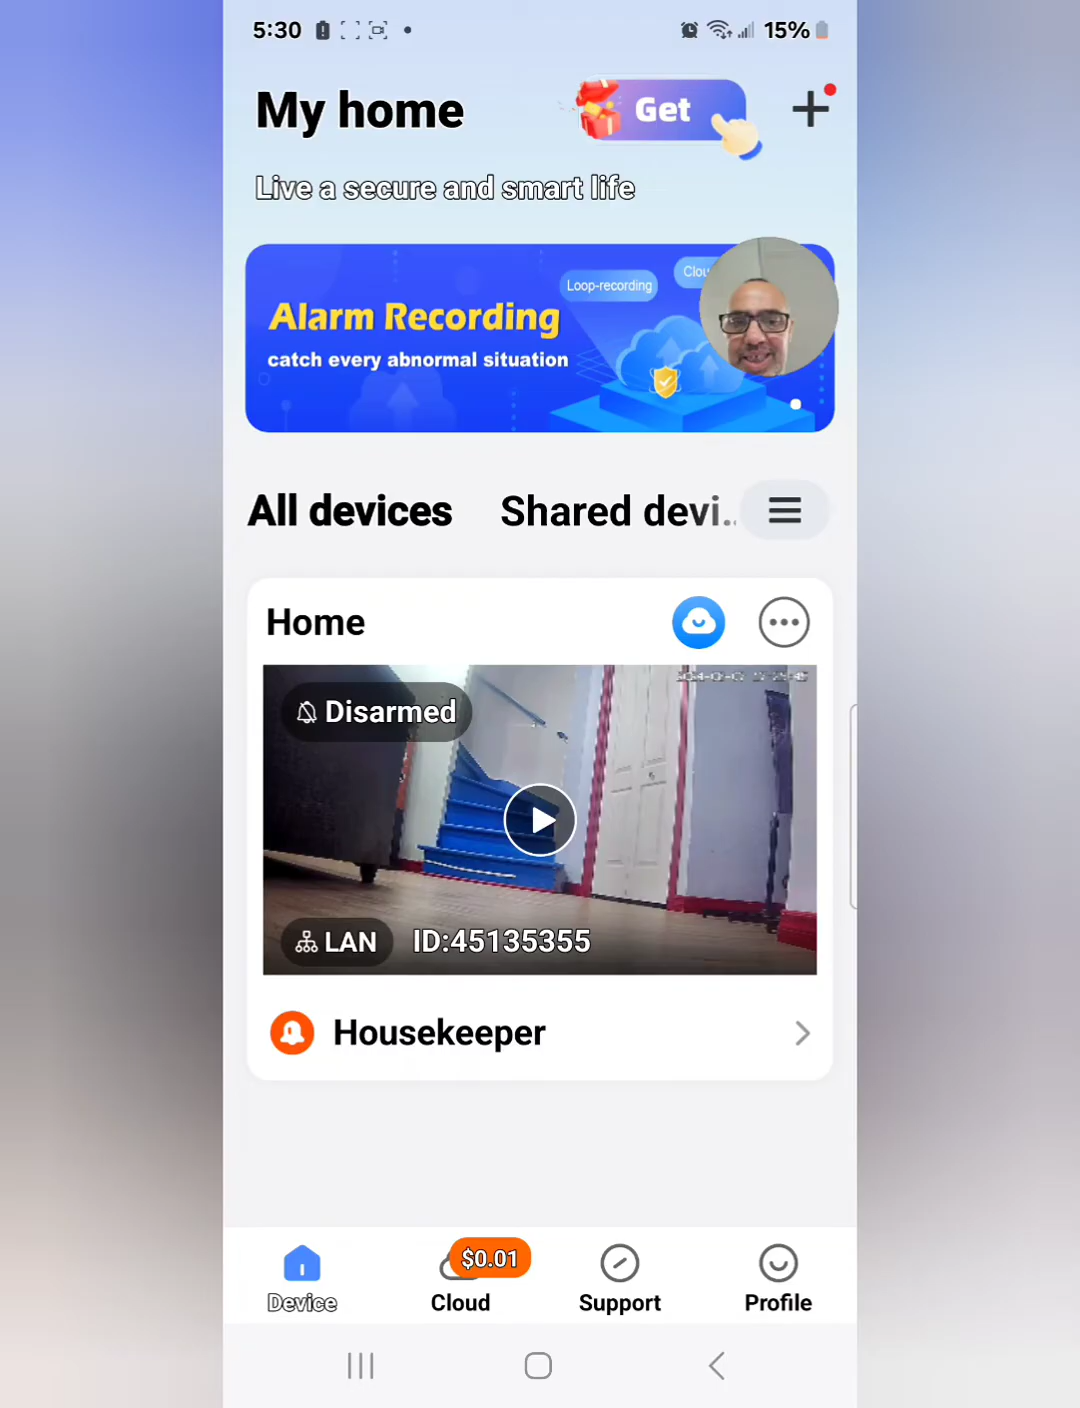 5:30
15%
My home
Get
Live a secure and smart life
Loop-recording
Clou
Alarm Recording
catch every abnormal situation
All devices
Shared devi..
Home
Disarmed
LAN
ID:45135355
Housekeeper
$0.01
Device
Cloud
Support
Profile